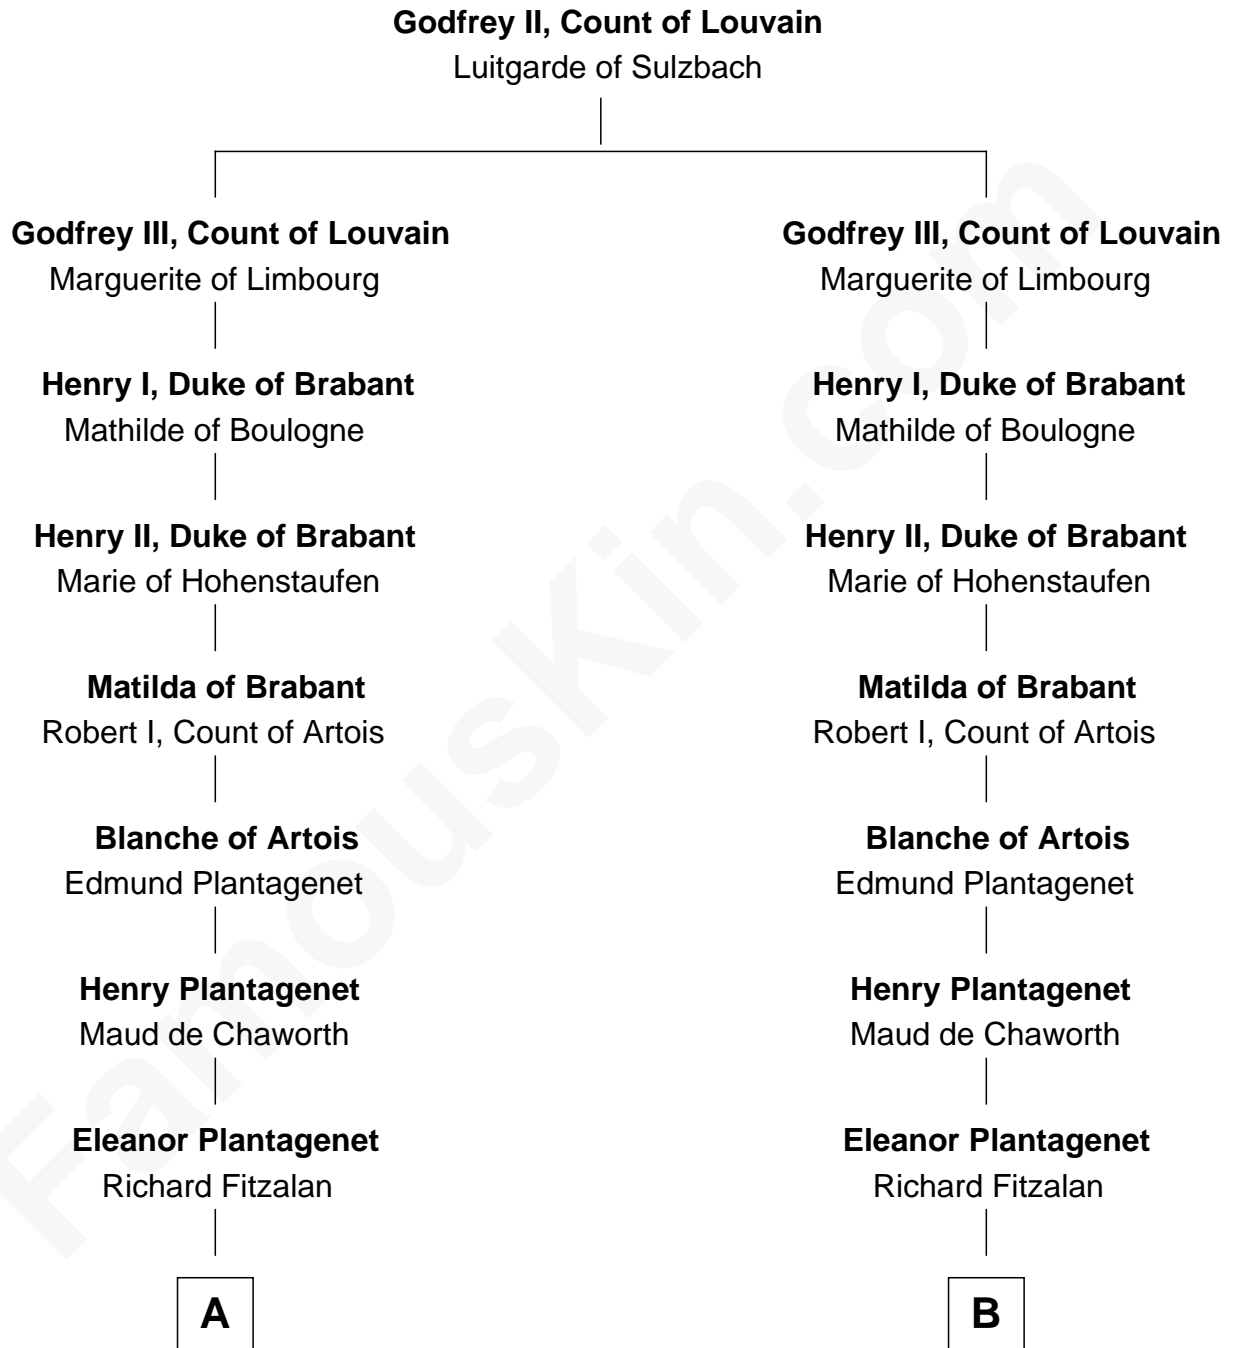 Godfrey II, Count of Louvain
Luitgarde of Sulzbach
Godfrey III, Count of Louvain
Marguerite of Limbourg
Henry I, Duke of Brabant
Mathilde of Boulogne
Henry II, Duke of Brabant
Marie of Hohenstaufen
Matilda of Brabant
Robert I, Count of Artois
Blanche of Artois
Edmund Plantagenet
Henry Plantagenet
Maud de Chaworth
Eleanor Plantagenet
Richard Fitzalan
A
Godfrey III, Count of Louvain
Marguerite of Limbourg
Henry I, Duke of Brabant
Mathilde of Boulogne
Henry II, Duke of Brabant
Marie of Hohenstaufen
Matilda of Brabant
Robert I, Count of Artois
Blanche of Artois
Edmund Plantagenet
Henry Plantagenet
Maud de Chaworth
Eleanor Plantagenet
Richard Fitzalan
B
FamousKin.com